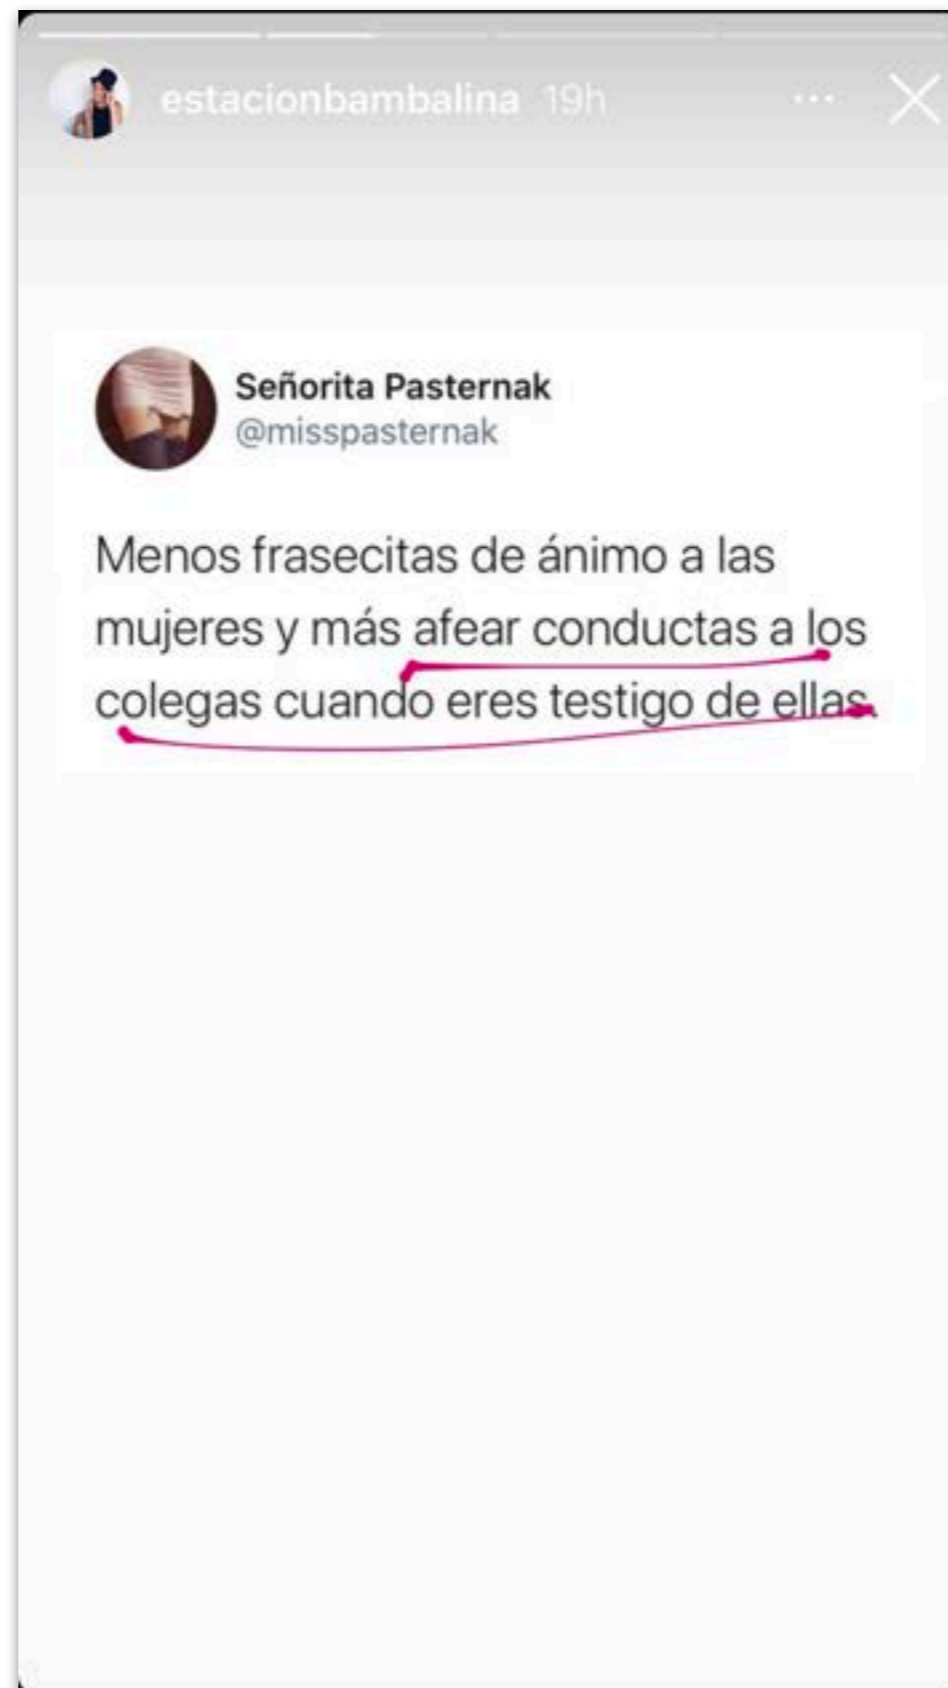 estacionbambalina 19h
Señorita Pasternak
@misspasternak
Menos frasecitas de ánimo a las
mujeres y más afear conductas a los
colegas cuando eres testigo de ellas.